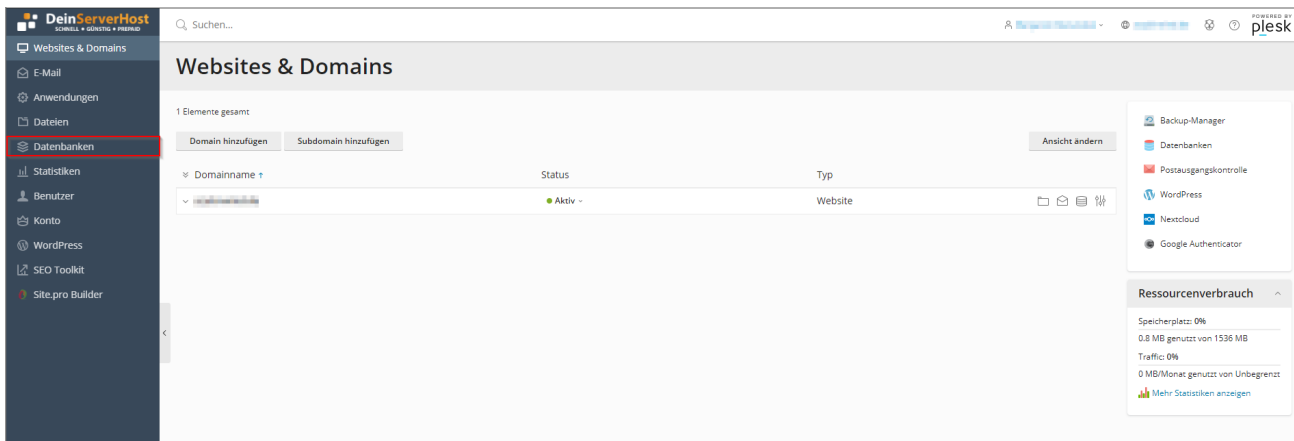 DeinServerHost
SCHNELL • GÜNSTIG • PREPAID
Suchen...
POWERED BY
plesk
Websites & Domains
E-Mail
Anwendungen
Dateien
Datenbanken
Statistiken
Benutzer
Konto
WordPress
SEO Toolkit
Site.pro Builder
Websites & Domains
1 Elemente gesamt
Domain hinzufügen Subdomain hinzufügen Ansicht ändern
Domainname ↑ Status Typ
Aktiv Website
Backup-Manager
Datenbanken
Postausgangskontrolle
WordPress
Nextcloud
Google Authenticator
Ressourcenverbrauch
Speicherplatz: 0%
0.8 MB genutzt von 1536 MB
Traffic: 0%
0 MB/Monat genutzt von Unbegrenzt
Mehr Statistiken anzeigen